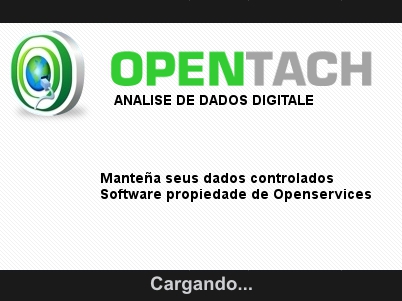 OPENTACH
ANALISE DE DADOS DIGITALE
Manteña seus dados controlados
Software propiedade de Openservices
Cargando...